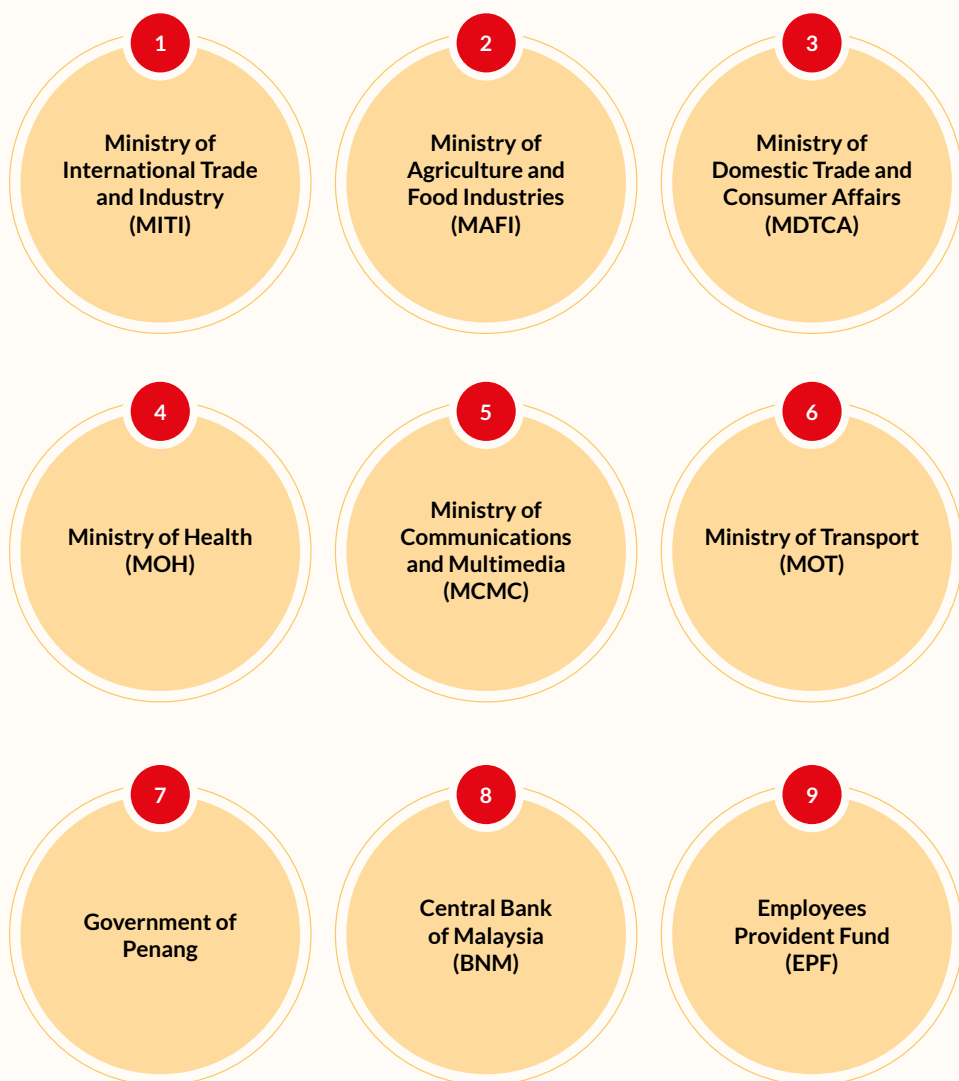 1
Ministry of
International Trade
and Industry
(MITI)
2
Ministry of
Agriculture and
Food Industries
(MAFI)
3
Ministry of
Domestic Trade and
Consumer Affairs
(MDTCA)
4
Ministry of Health
(MOH)
5
Ministry of
Communications
and Multimedia
(MCMC)
6
Ministry of Transport
(MOT)
7
Government of
Penang
8
Central Bank
of Malaysia
(BNM)
9
Employees
Provident Fund
(EPF)